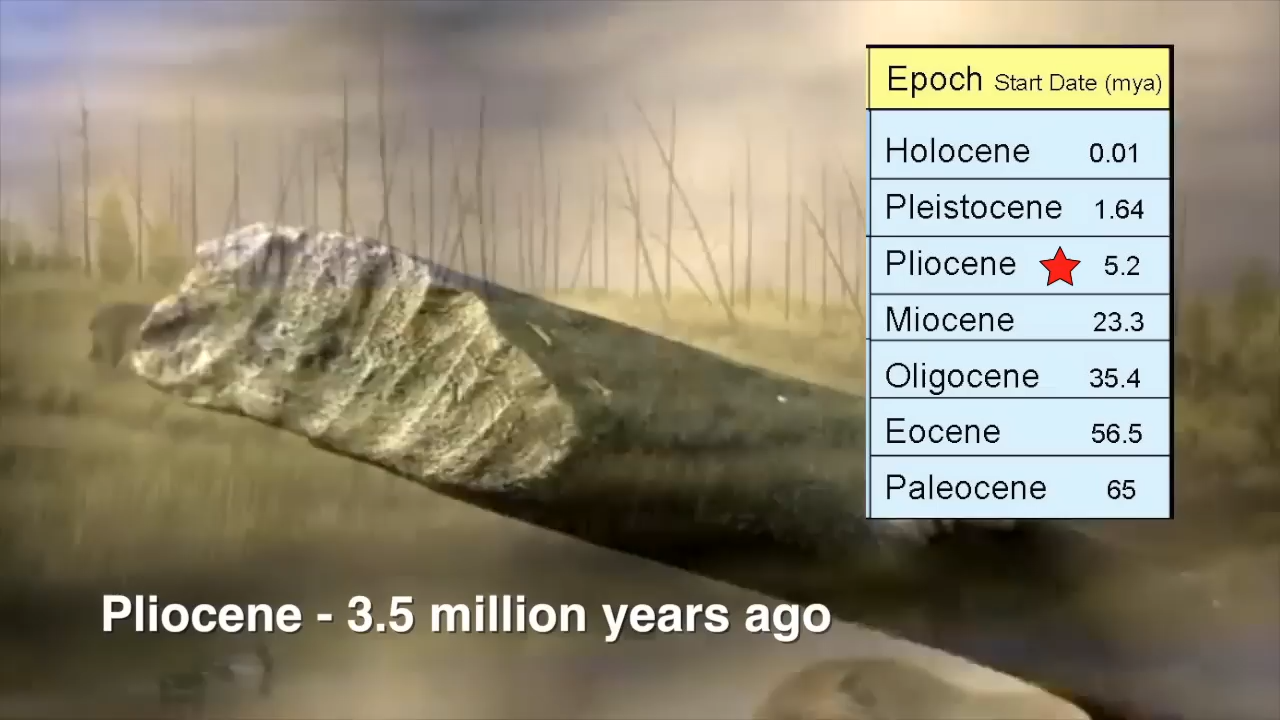 Epoch Start Date (mya)
Holocene 0.01
Pleistocene 1.64
Pliocene 5.2
Miocene 23.3
Oligocene 35.4
Eocene 56.5
Paleocene 65
Pliocene - 3.5 million years ago